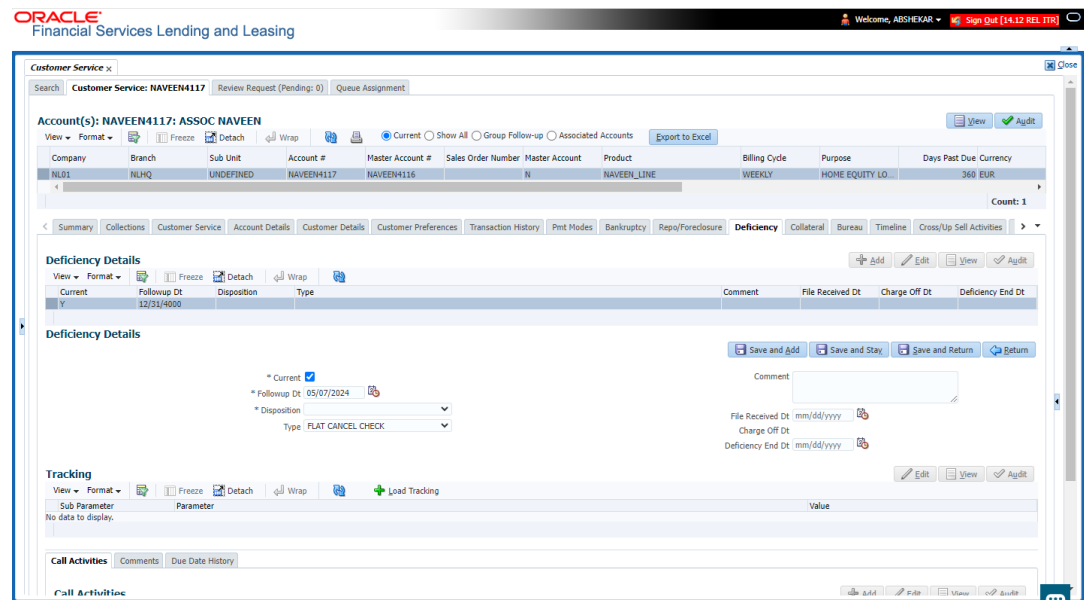 ORACLE
Financial Services Lending and Leasing
Welcome, ABSHEKAR
Sign Out [14.12 REL ITR]
Customer Service x
Close
Search Customer Service: NAVEEN4117 Review Request (Pending: 0) Queue Assignment
Account(s): NAVEEN4117: ASSOC NAVEEN
View Audit
View Format Freeze Detach Wrap Current Show All Group Follow-up Associated Accounts Export to Excel
Company Branch Sub Unit Account # Master Account # Sales Order Number Master Account Product Billing Cycle Purpose Days Past Due Currency
NL01 NLHQ UNDEFINED NAVEEN4117 NAVEEN4116 N NAVEEN_LINE WEEKLY HOME EQUITY LO... 360 EUR
Count: 1
Summary Collections Customer Service Account Details Customer Details Customer Preferences Transaction History Pmt Modes Bankruptcy Repo/Foreclosure Deficiency Collateral Bureau Timeline Cross/Up Sell Activities
Deficiency Details
Add Edit View Audit
View Format Freeze Detach Wrap
Current Followup Dt Disposition Type Comment File Received Dt Charge Off Dt Deficiency End Dt
Y 12/31/4000
Deficiency Details
Save and Add Save and Stay Save and Return Return
* Current
* Followup Dt 05/07/2024
* Disposition
Type FLAT CANCEL CHECK
Comment
File Received Dt mm/dd/yyyy
Charge Off Dt
Deficiency End Dt mm/dd/yyyy
Tracking
Edit View Audit
View Format Freeze Detach Wrap Load Tracking
Sub Parameter Parameter Value
No data to display.
Call Activities Comments Due Date History
Call Activities
Add Edit View Audit